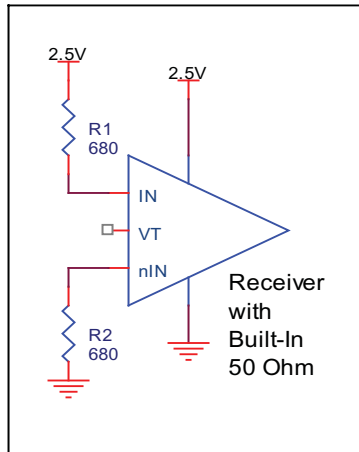 2.5V
2.5V
R1
680
IN
VT
nIN
R2
680
Receiver
with
Built-In
50 Ohm